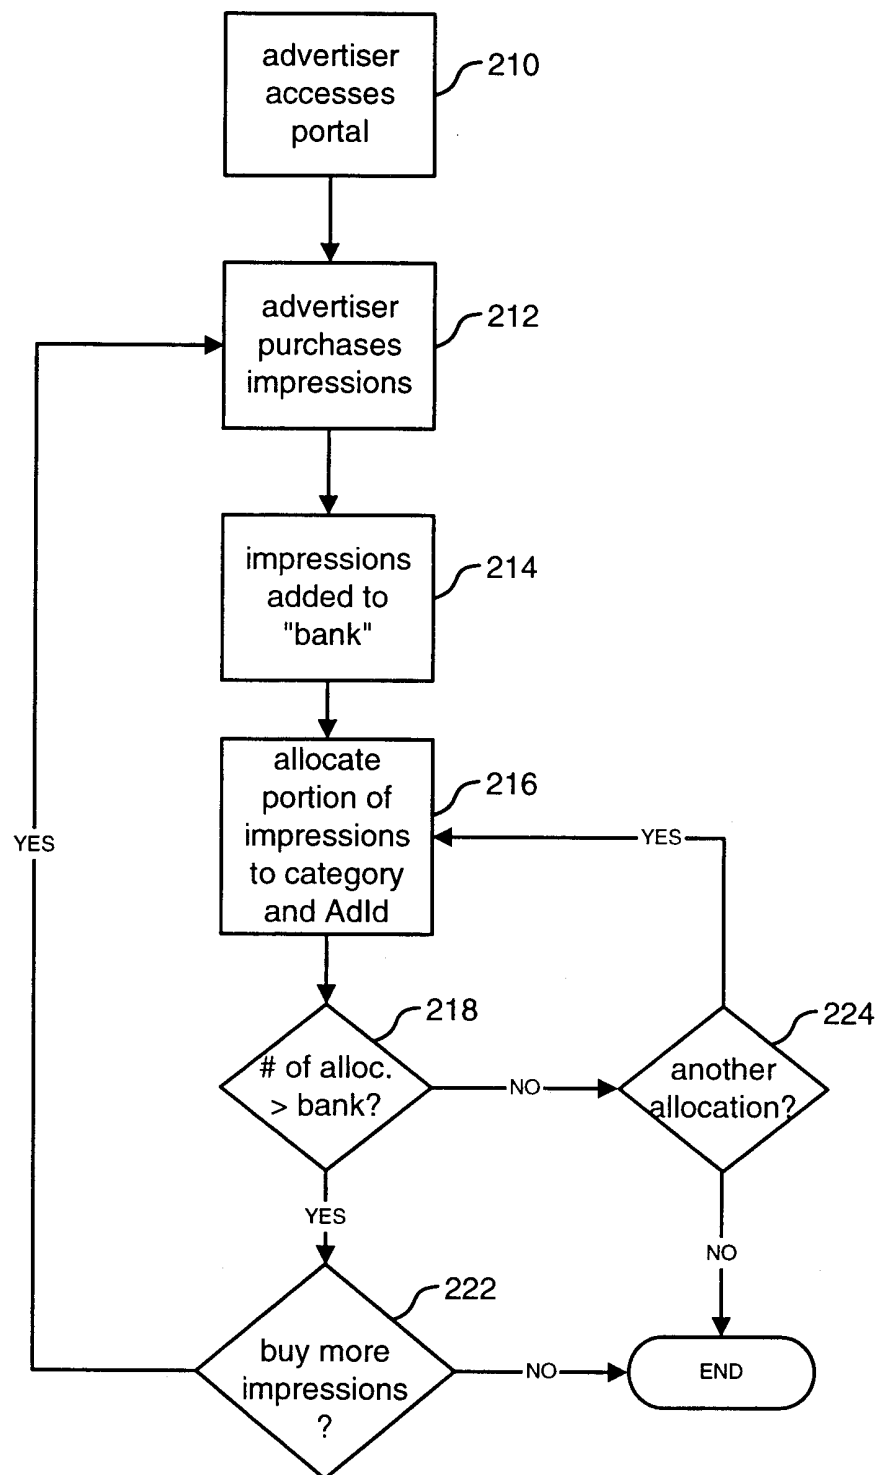 advertiser
accesses
portal
210
advertiser
purchases
impressions
212
impressions
added to
"bank"
214
allocate
portion of
impressions
to category
and AdId
216
YES
YES
# of alloc.
> bank?
218
NO
another
allocation?
224
YES
NO
buy more
impressions
?
222
NO
END